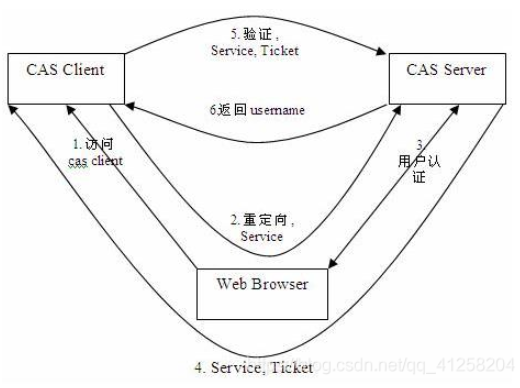 5.验证,
Service, Ticket
CAS Client
CAS Server
6返回 username
1.访问
cas client
3.
用户认
证
2.重定向,
Service
Web Browser
4. Service, Ticket
blog.csdn.net/qq_41258204